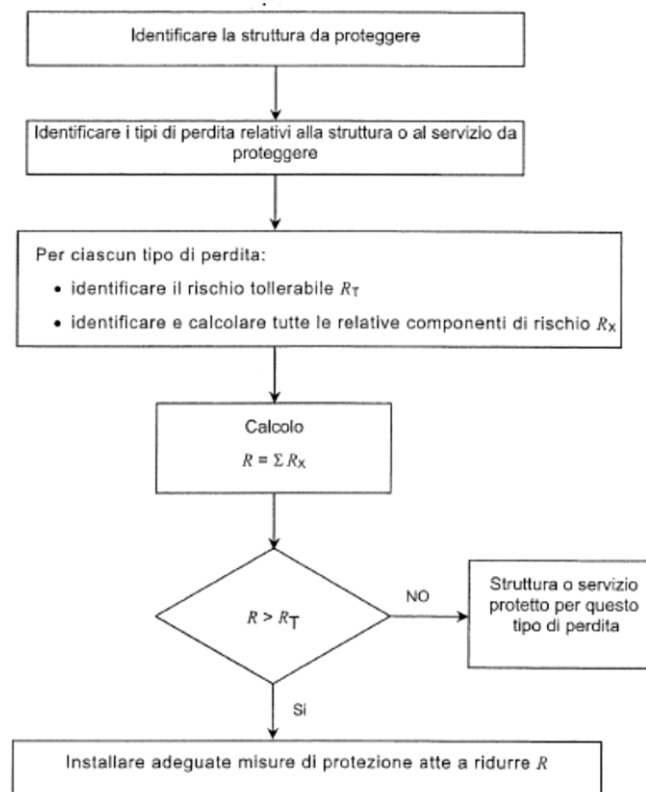 Identificare la struttura da proteggere
Identificare i tipi di perdita relativi alla struttura o al servizio da
proteggere
Per ciascun tipo di perdita:
• identificare il rischio tollerabile RT
• identificare e calcolare tutte le relative componenti di rischio Rx
Calcolo
R = Σ Rx
R > RT
NO
Struttura o servizio
protetto per questo
tipo di perdita
Si
Installare adeguate misure di protezione atte a ridurre R